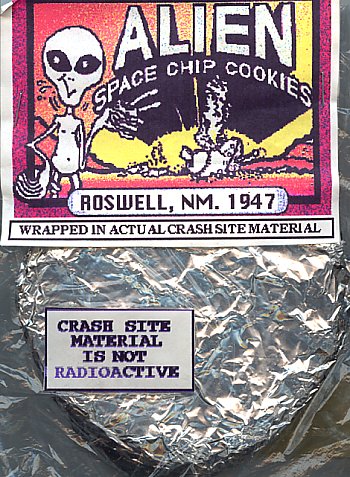 ALIEN
SPACE CHIP COOKIES
ROSWELL, NM. 1947
WRAPPED IN ACTUAL CRASH SITE MATERIAL
CRASH SITE
MATERIAL
IS NOT
RADIOACTIVE